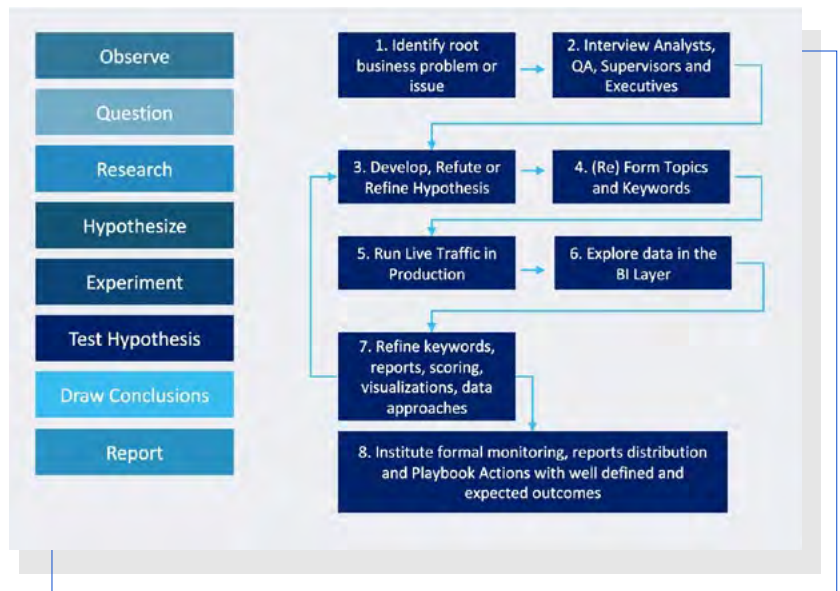 Observe
Question
Research
Hypothesize
Experiment
Test Hypothesis
Draw Conclusions
Report
1. Identify root
business problem or
issue
2. Interview Analysts,
QA, Supervisors and
Executives
3. Develop, Refute or
Refine Hypothesis
4. (Re) Form Topics
and Keywords
5. Run Live Traffic in
Production
6. Explore data in the
BI Layer
7. Refine keywords,
reports, scoring,
visualizations, data
approaches
8. Institute formal monitoring, reports distribution
and Playbook Actions with well defined and
expected outcomes